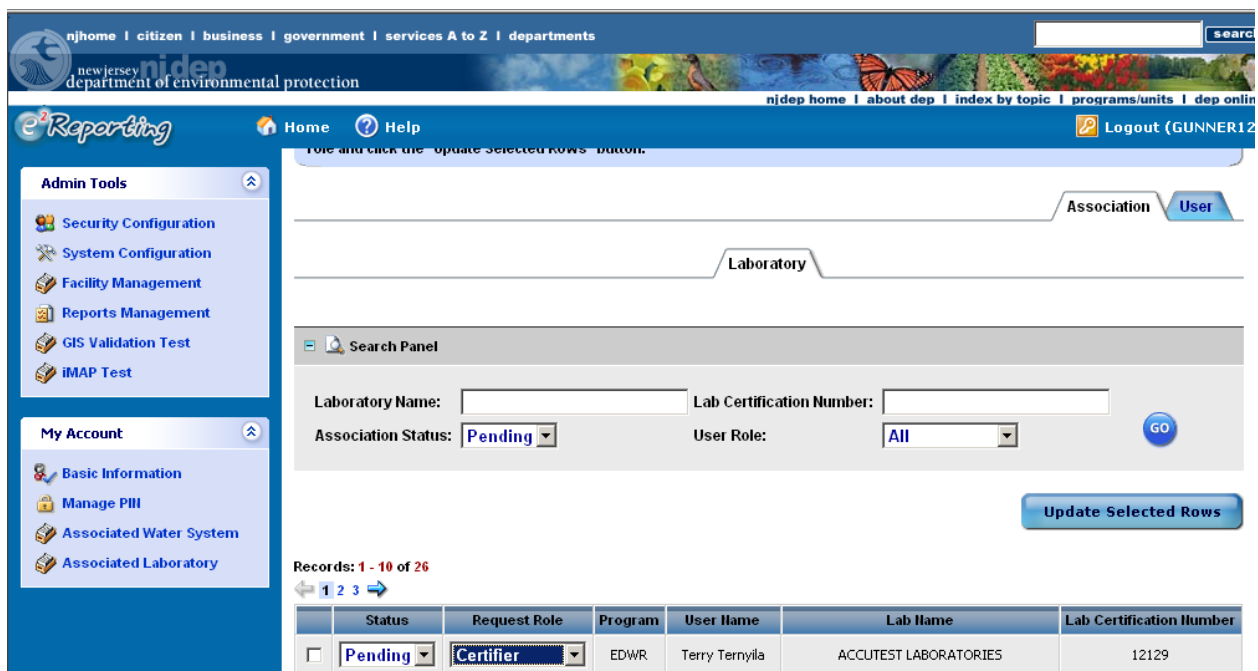 njhome I citizen I business I government I services A to Z I departments
search
newjersey njdep
department of environmental protection
njdep home I about dep I index by topic I programs/units I dep onlin
e2Reporting Home Help Logout (GUNNER12
role and click the "Update Selected Rows" button.
Admin Tools
Security Configuration
System Configuration
Facility Management
Reports Management
GIS Validation Test
iMAP Test
My Account
Basic Information
Manage PIN
Associated Water System
Associated Laboratory
Association User
Laboratory
Search Panel
Laboratory Name: Lab Certification Number:
Association Status: Pending User Role: All GO
Update Selected Rows
Records: 1 - 10 of 26
1 2 3
Status Request Role Program User Name Lab Name Lab Certification Number
Pending Certifier EDWR Terry Ternyila ACCUTEST LABORATORIES 12129